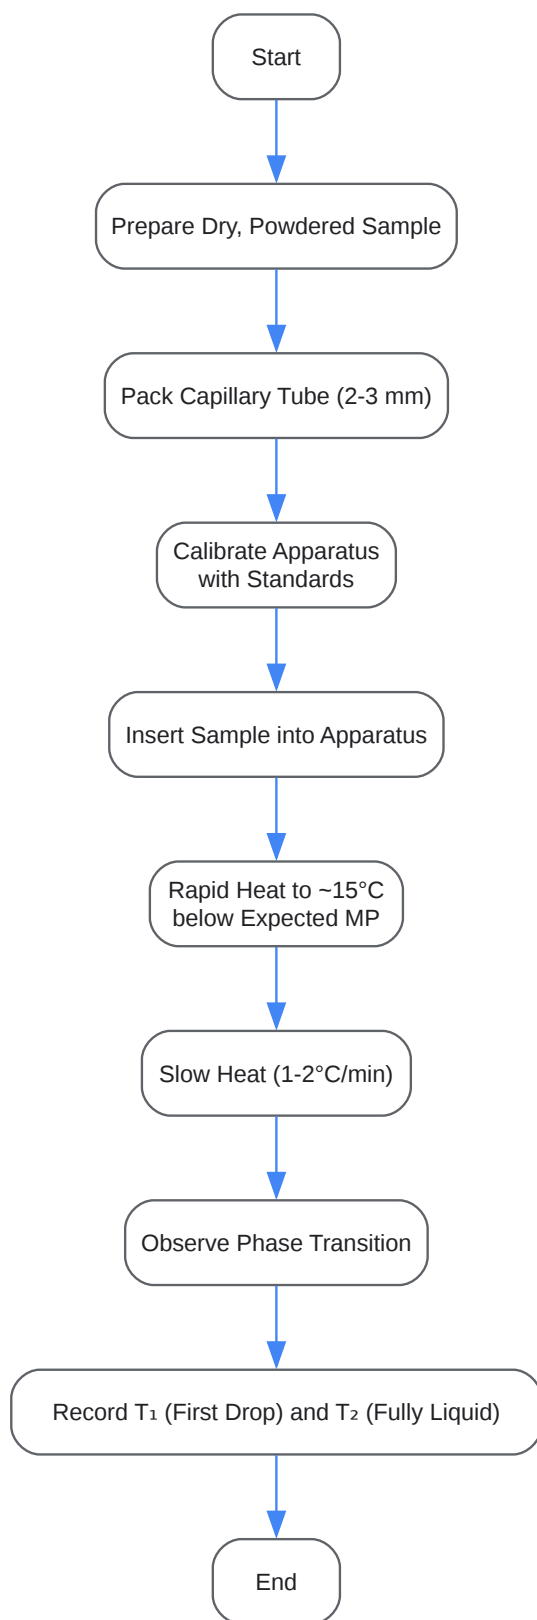 Start
Prepare Dry, Powdered Sample
Pack Capillary Tube (2-3 mm)
Calibrate Apparatus
with Standards
Insert Sample into Apparatus
Rapid Heat to ~15°C
below Expected MP
Slow Heat (1-2°C/min)
Observe Phase Transition
Record T₁ (First Drop) and T₂ (Fully Liquid)
End